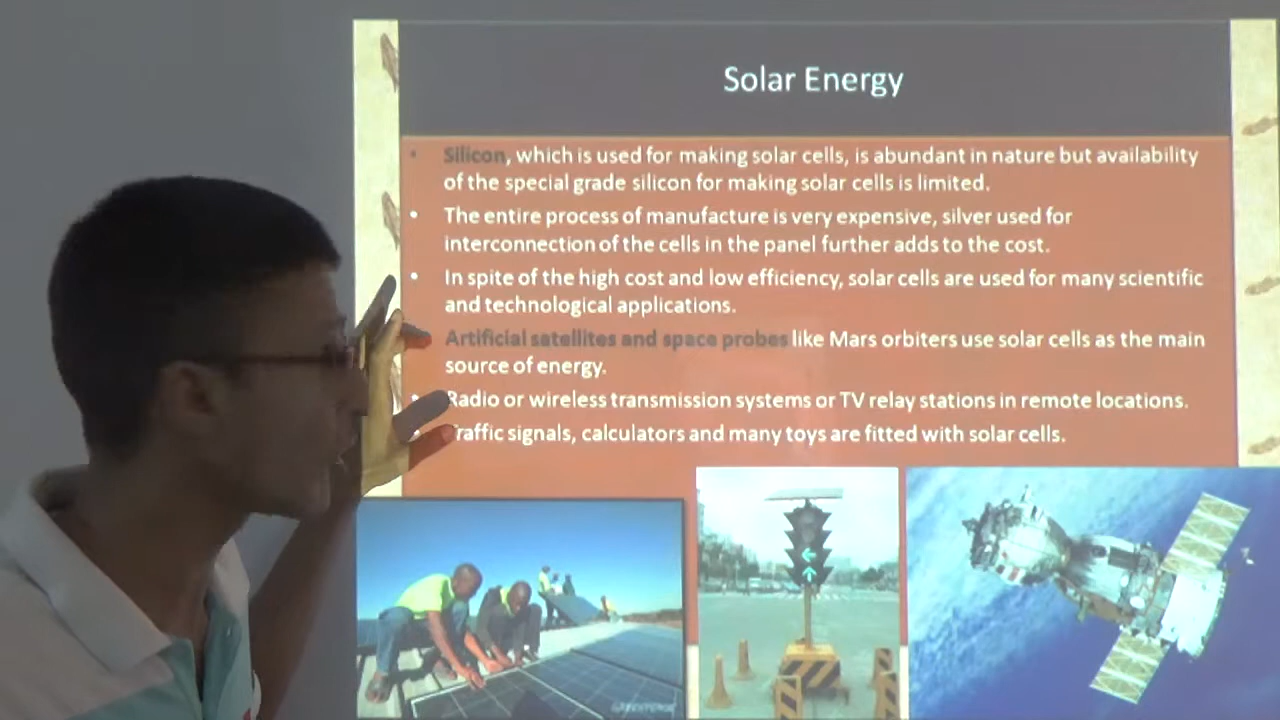 Solar Energy
• Silicon, which is used for making solar cells, is abundant in nature but availability
of the special grade silicon for making solar cells is limited.
• The entire process of manufacture is very expensive, silver used for
interconnection of the cells in the panel further adds to the cost.
• In spite of the high cost and low efficiency, solar cells are used for many scientific
and technological applications.
Artificial satellites and space probes like Mars orbiters use solar cells as the main
source of energy.
• Radio or wireless transmission systems or TV relay stations in remote locations.
• Traffic signals, calculators and many toys are fitted with solar cells.
GREENPEACE